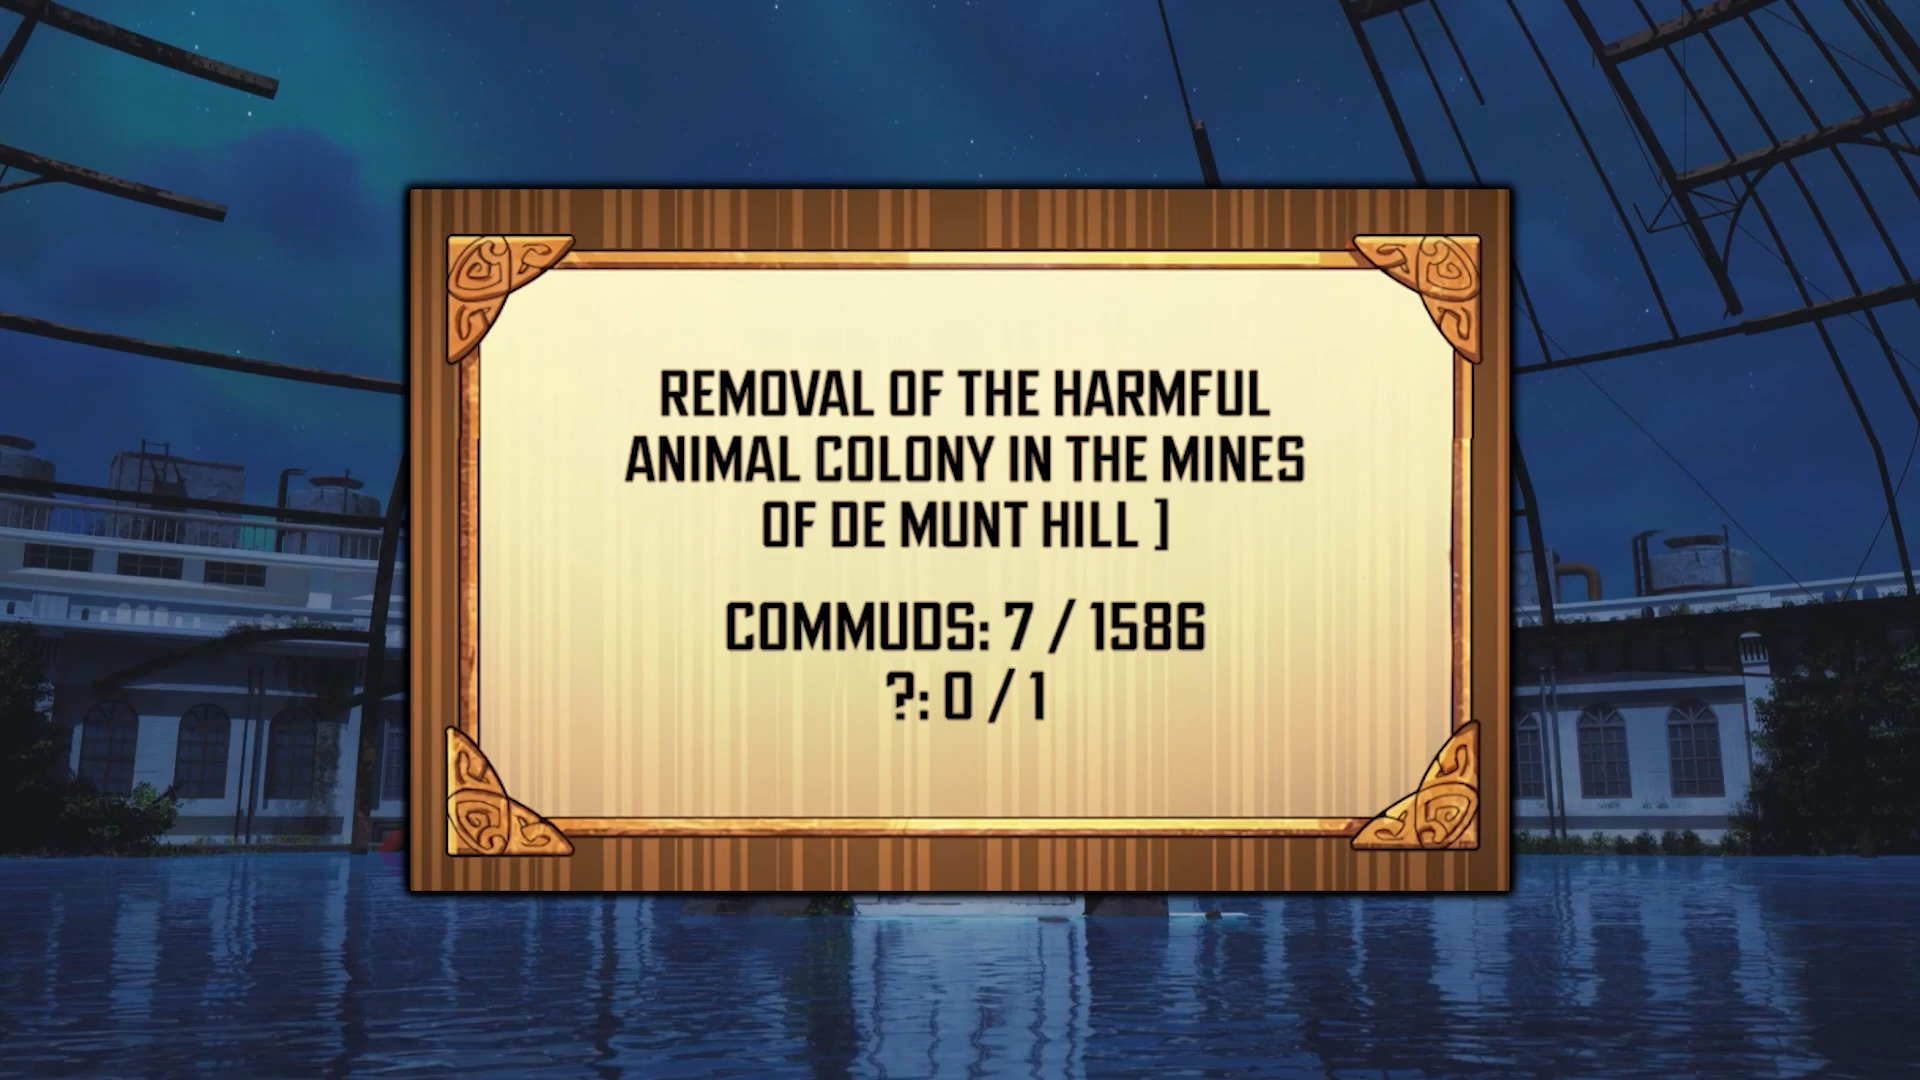 REMOVAL OF THE HARMFUL
ANIMAL COLONY IN THE MINES
OF DE MUNT HILL ]
COMMUDS: 7 / 1586
?: 0 / 1